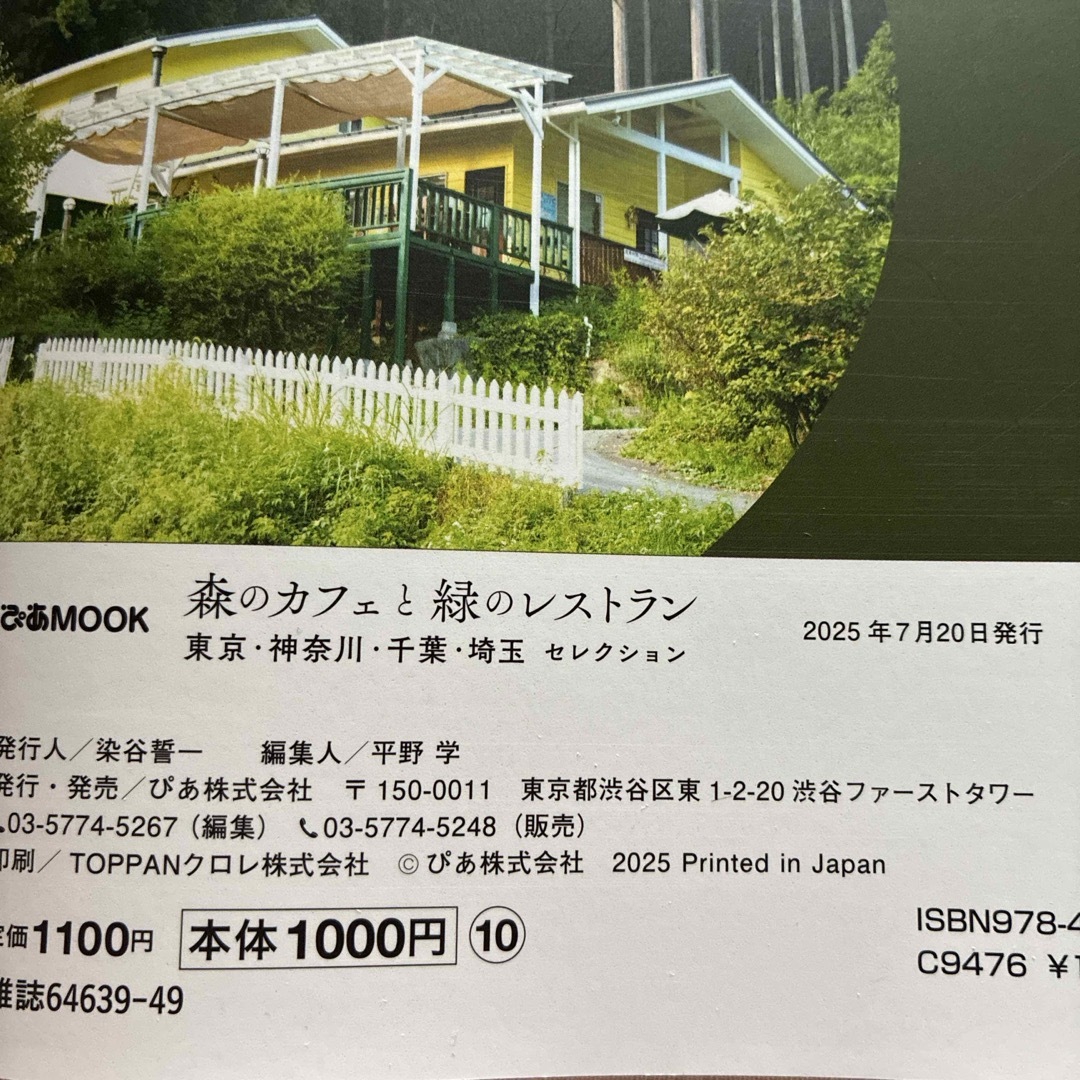 ぴあMOOK
森のカフェと緑のレストラン
東京・神奈川・千葉・埼玉 セレクション
2025年7月20日発行
発行人／染谷誓一 編集人／平野 学
発行・発売／ぴあ株式会社 〒150-0011 東京都渋谷区東1-2-20 渋谷ファーストタワー
03-5774-5267（編集） 03-5774-5248（販売）
印刷／TOPPANクロレ株式会社 ©ぴあ株式会社 2025 Printed in Japan
定価1100円 本体1000円 ⑩
雑誌64639-49
ISBN978-4
C9476 ¥1